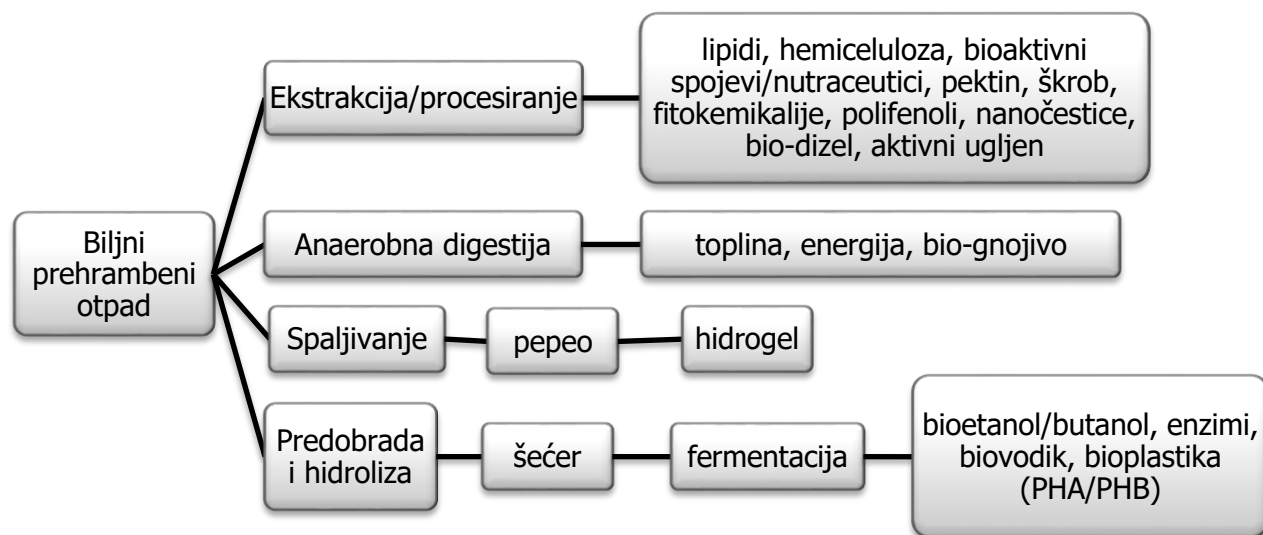 Biljni
prehrambeni
otpad
Ekstrakcija/procesiranje
lipidi, hemiceluloza, bioaktivni
spojevi/nutraceutici, pektin, škrob,
fitokemikalije, polifenoli, nanočestice,
bio-dizel, aktivni ugljen
Anaerobna digestija
toplina, energija, bio-gnojivo
Spaljivanje
pepeo
hidrogel
Predobrada
i hidroliza
šećer
fermentacija
bioetanol/butanol, enzimi,
biovodik, bioplastika
(PHA/PHB)